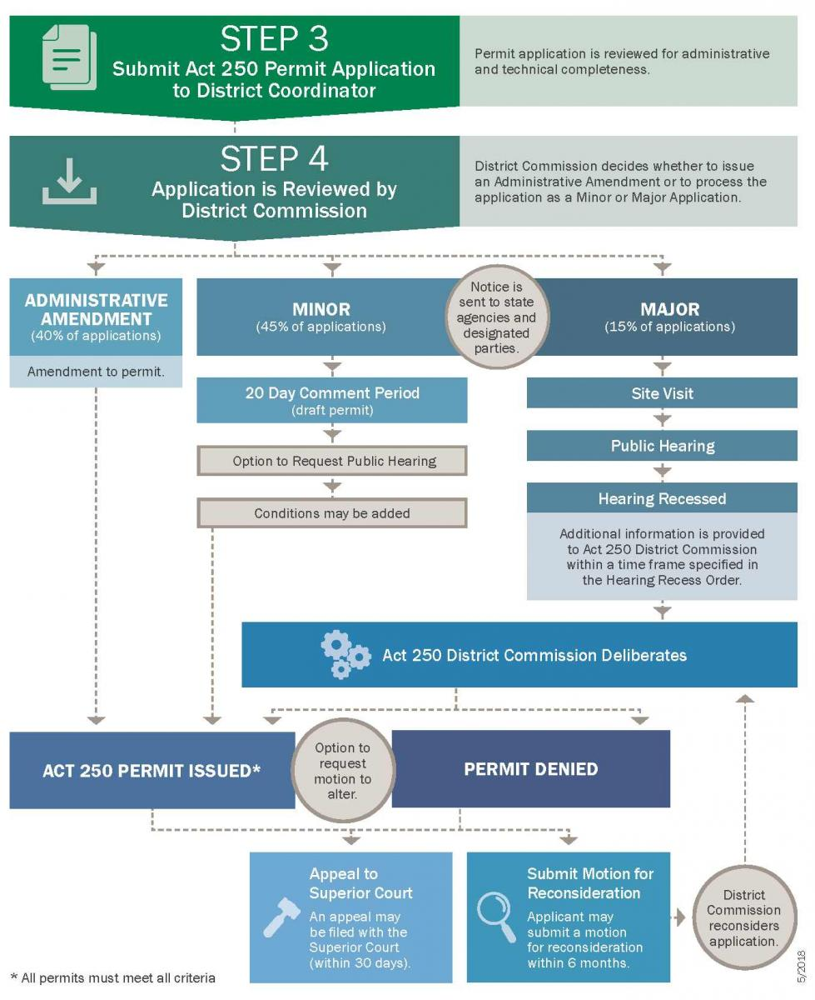 STEP 3
Submit Act 250 Permit Application
to District Coordinator
Permit application is reviewed for administrative
and technical completeness.
STEP 4
Application is Reviewed by
District Commission
District Commission decides whether to issue
an Administrative Amendment or to process the
application as a Minor or Major Application.
ADMINISTRATIVE
AMENDMENT
(40% of applications)
Amendment to permit.
MINOR
(45% of applications)
Notice is
sent to state
agencies and
designated
parties.
MAJOR
(15% of applications)
20 Day Comment Period
(draft permit)
Option to Request Public Hearing
Conditions may be added
Site Visit
Public Hearing
Hearing Recessed
Additional information is provided
to Act 250 District Commission
within a time frame specified in
the Hearing Recess Order.
Act 250 District Commission Deliberates
ACT 250 PERMIT ISSUED*
Option to
request
motion to
alter.
PERMIT DENIED
Appeal to
Superior Court
An appeal may
be filed with the
Superior Court
(within 30 days).
Submit Motion for
Reconsideration
Applicant may
submit a motion
for reconsideration
within 6 months.
District
Commission
reconsiders
application.
* All permits must meet all criteria
5/2018